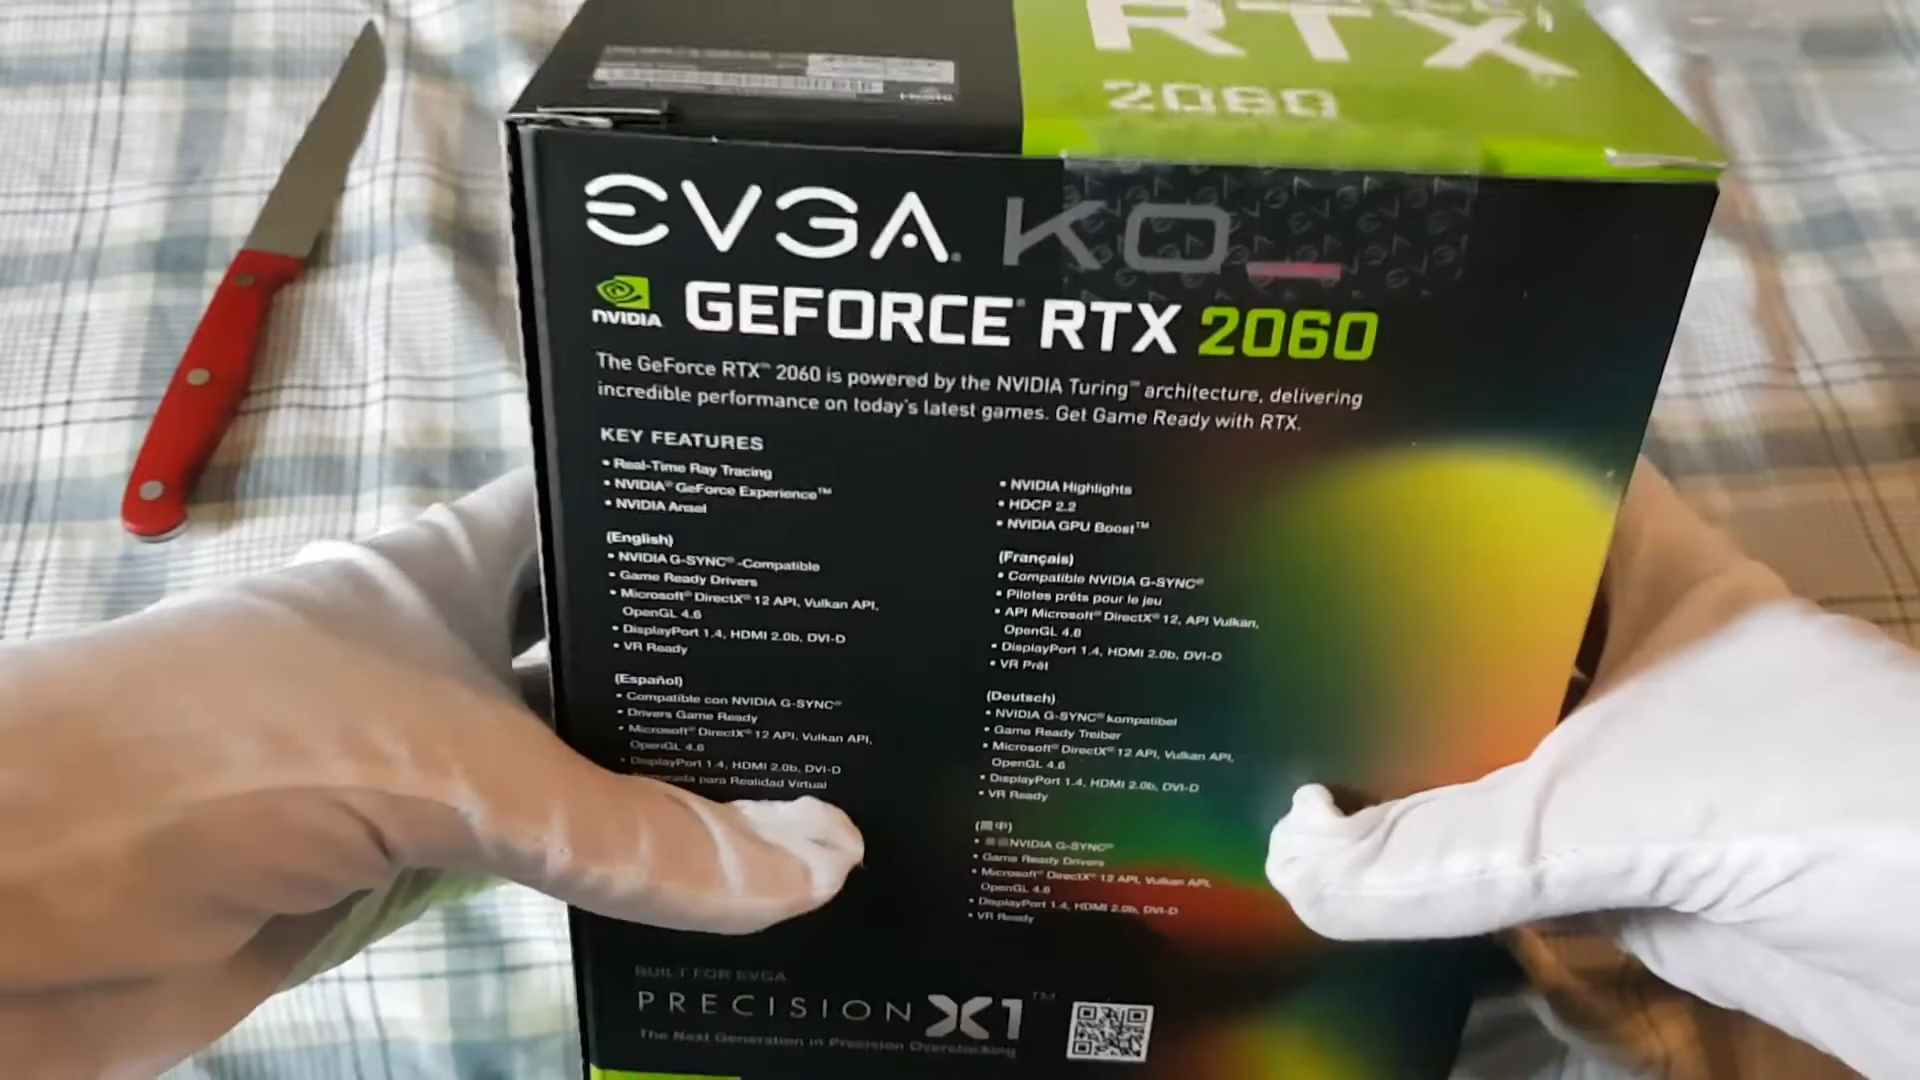 RTX
2060
EVGA KO
NVIDIA GEFORCE RTX 2060
The GeForce RTX™ 2060 is powered by the NVIDIA Turing™ architecture, delivering
incredible performance on today's latest games. Get Game Ready with RTX.
KEY FEATURES
• Real-Time Ray Tracing
• NVIDIA® GeForce Experience™
• NVIDIA Ansel
• NVIDIA Highlights
• HDCP 2.2
• NVIDIA GPU Boost™
(English)
• NVIDIA G-SYNC® -Compatible
• Game Ready Drivers
• Microsoft® DirectX® 12 API, Vulkan API,
OpenGL 4.6
• DisplayPort 1.4, HDMI 2.0b, DVI-D
• VR Ready
(Français)
• Compatible NVIDIA G-SYNC®
• Pilotes prêts pour le jeu
• API Microsoft® DirectX® 12, API Vulkan,
OpenGL 4.6
• DisplayPort 1.4, HDMI 2.0b, DVI-D
• VR Prêt
(Español)
• Compatible con NVIDIA G-SYNC®
• Drivers Game Ready
• Microsoft® DirectX® 12 API, Vulkan API,
OpenGL 4.6
• DisplayPort 1.4, HDMI 2.0b, DVI-D
para Realidad Virtual
(Deutsch)
• NVIDIA G-SYNC® kompatibel
• Game Ready Treiber
• Microsoft® DirectX® 12 API, Vulkan API,
OpenGL 4.6
• DisplayPort 1.4, HDMI 2.0b, DVI-D
• VR Ready
• NVIDIA G-SYNC®
• Game Ready Drivers
• Microsoft® DirectX® 12 API, Vulkan API,
OpenGL 4.6
• DisplayPort 1.4, HDMI 2.0b, DVI-D
• VR Ready
BUILT FOR EVGA
PRECISION X1™
The Next Generation in Precision Overclocking